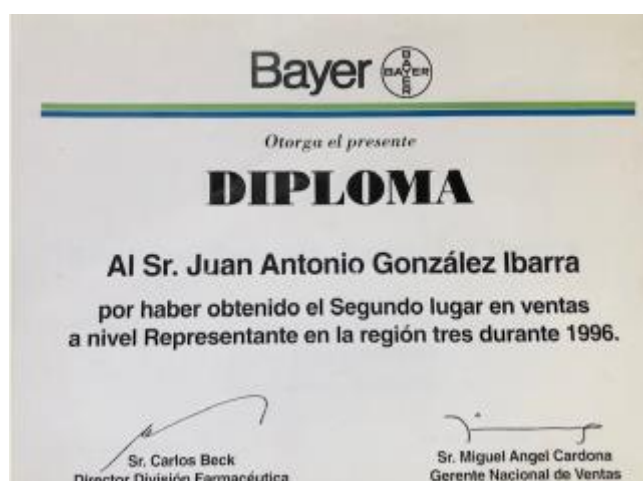 Bayer
BAYER
BAYER
Otorga el presente
DIPLOMA
Al Sr. Juan Antonio González Ibarra
por haber obtenido el Segundo lugar en ventas
a nivel Representante en la región tres durante 1996.
Sr. Carlos Beck
Director División Farmacéutica
Sr. Miguel Angel Cardona
Gerente Nacional de Ventas